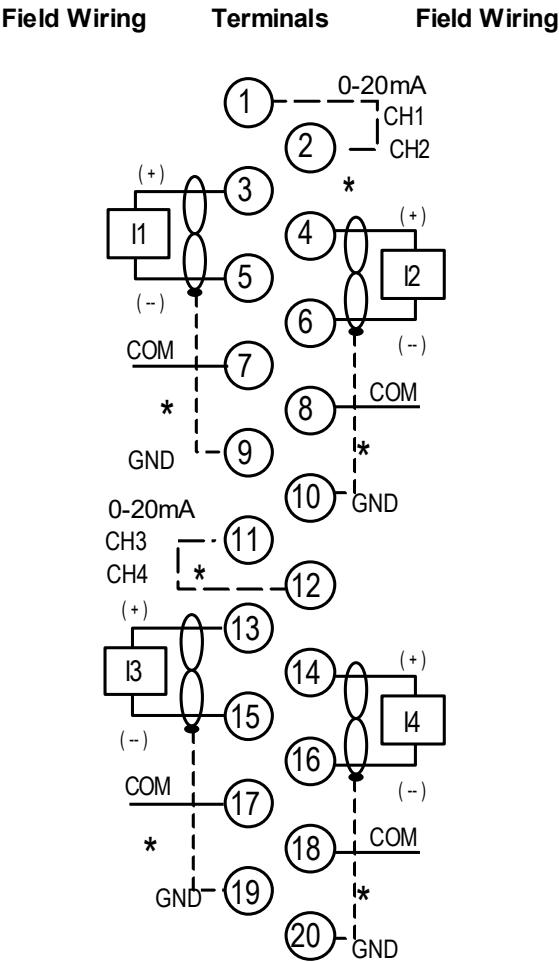 Field Wiring Terminals Field Wiring
1 0-20mA
CH1
2 CH2
*
( + ) 3
I1 4 ( + )
5 I2
( -- ) 6
COM 7 ( -- )
* 8 COM
GND 9 *
10 GND
0-20mA
CH3 11
CH4 * 12
( + ) 13
I3 14 ( + )
15 I4
( -- ) 16
COM 17 ( -- )
* 18 COM
GND 19 *
20 GND